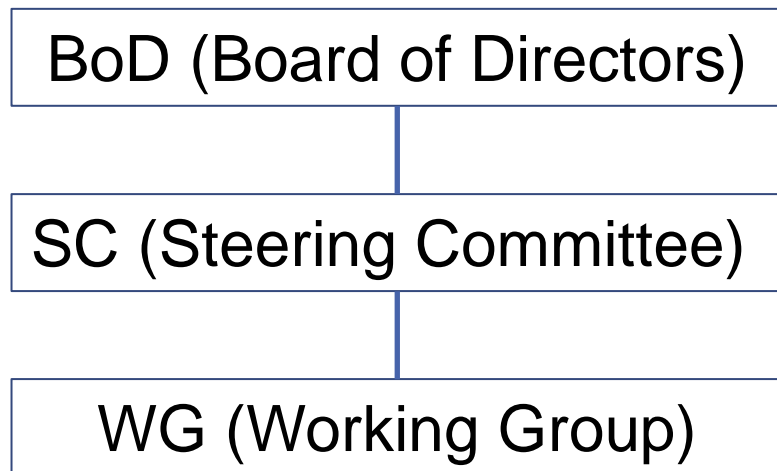 BoD (Board of Directors)
SC (Steering Committee)
WG (Working Group)